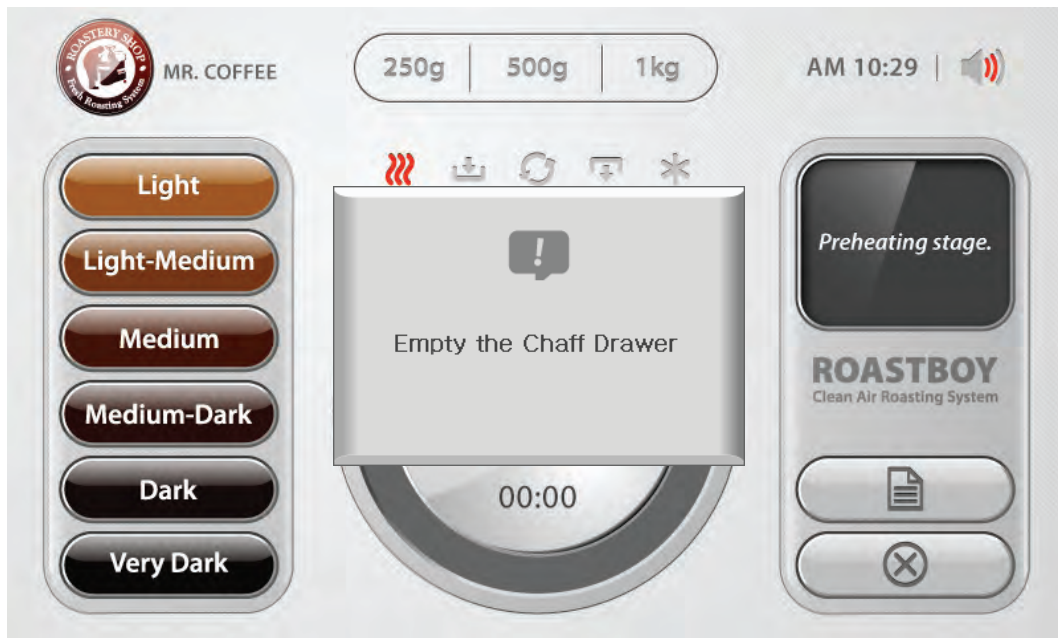 ROASTERY SHOP
Fresh Roasting System
MR. COFFEE
250g
500g
1kg
AM 10:29
Light
Light-Medium
Medium
Medium-Dark
Dark
Very Dark
Empty the Chaff Drawer
00:00
Preheating stage.
ROASTBOY
Clean Air Roasting System